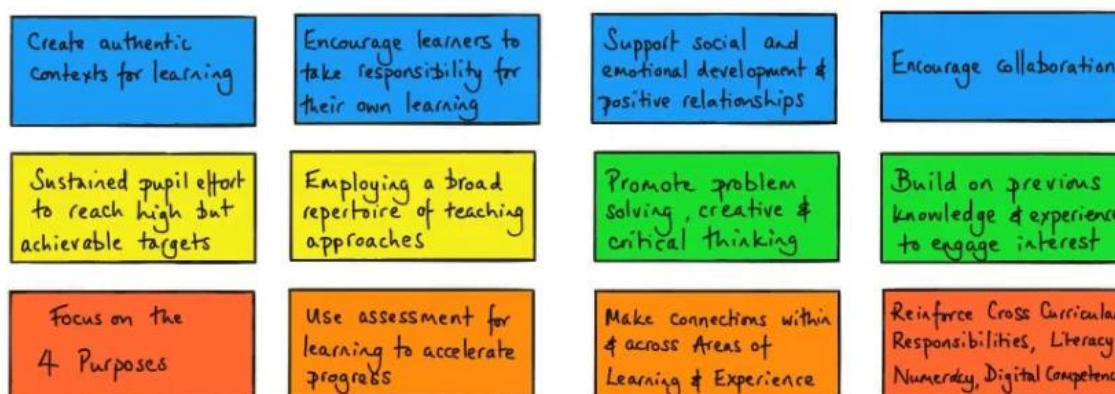 Create authentic
contexts for learning
Encourage learners to
take responsibility for
their own learning
Support social and
emotional development &
positive relationships
Encourage collaboration
Sustained pupil effort
to reach high but
achievable targets
Employing a broad
repertoire of teaching
approaches
Promote problem
solving, creative &
critical thinking
Build on previous
knowledge & experience
to engage interest
Focus on the
4 Purposes
Use assessment for
learning to accelerate
progress
Make connections within
& across Areas of
Learning & Experience
Reinforce Cross Curricular
Responsibilities, Literacy
Numeracy, Digital Competenc